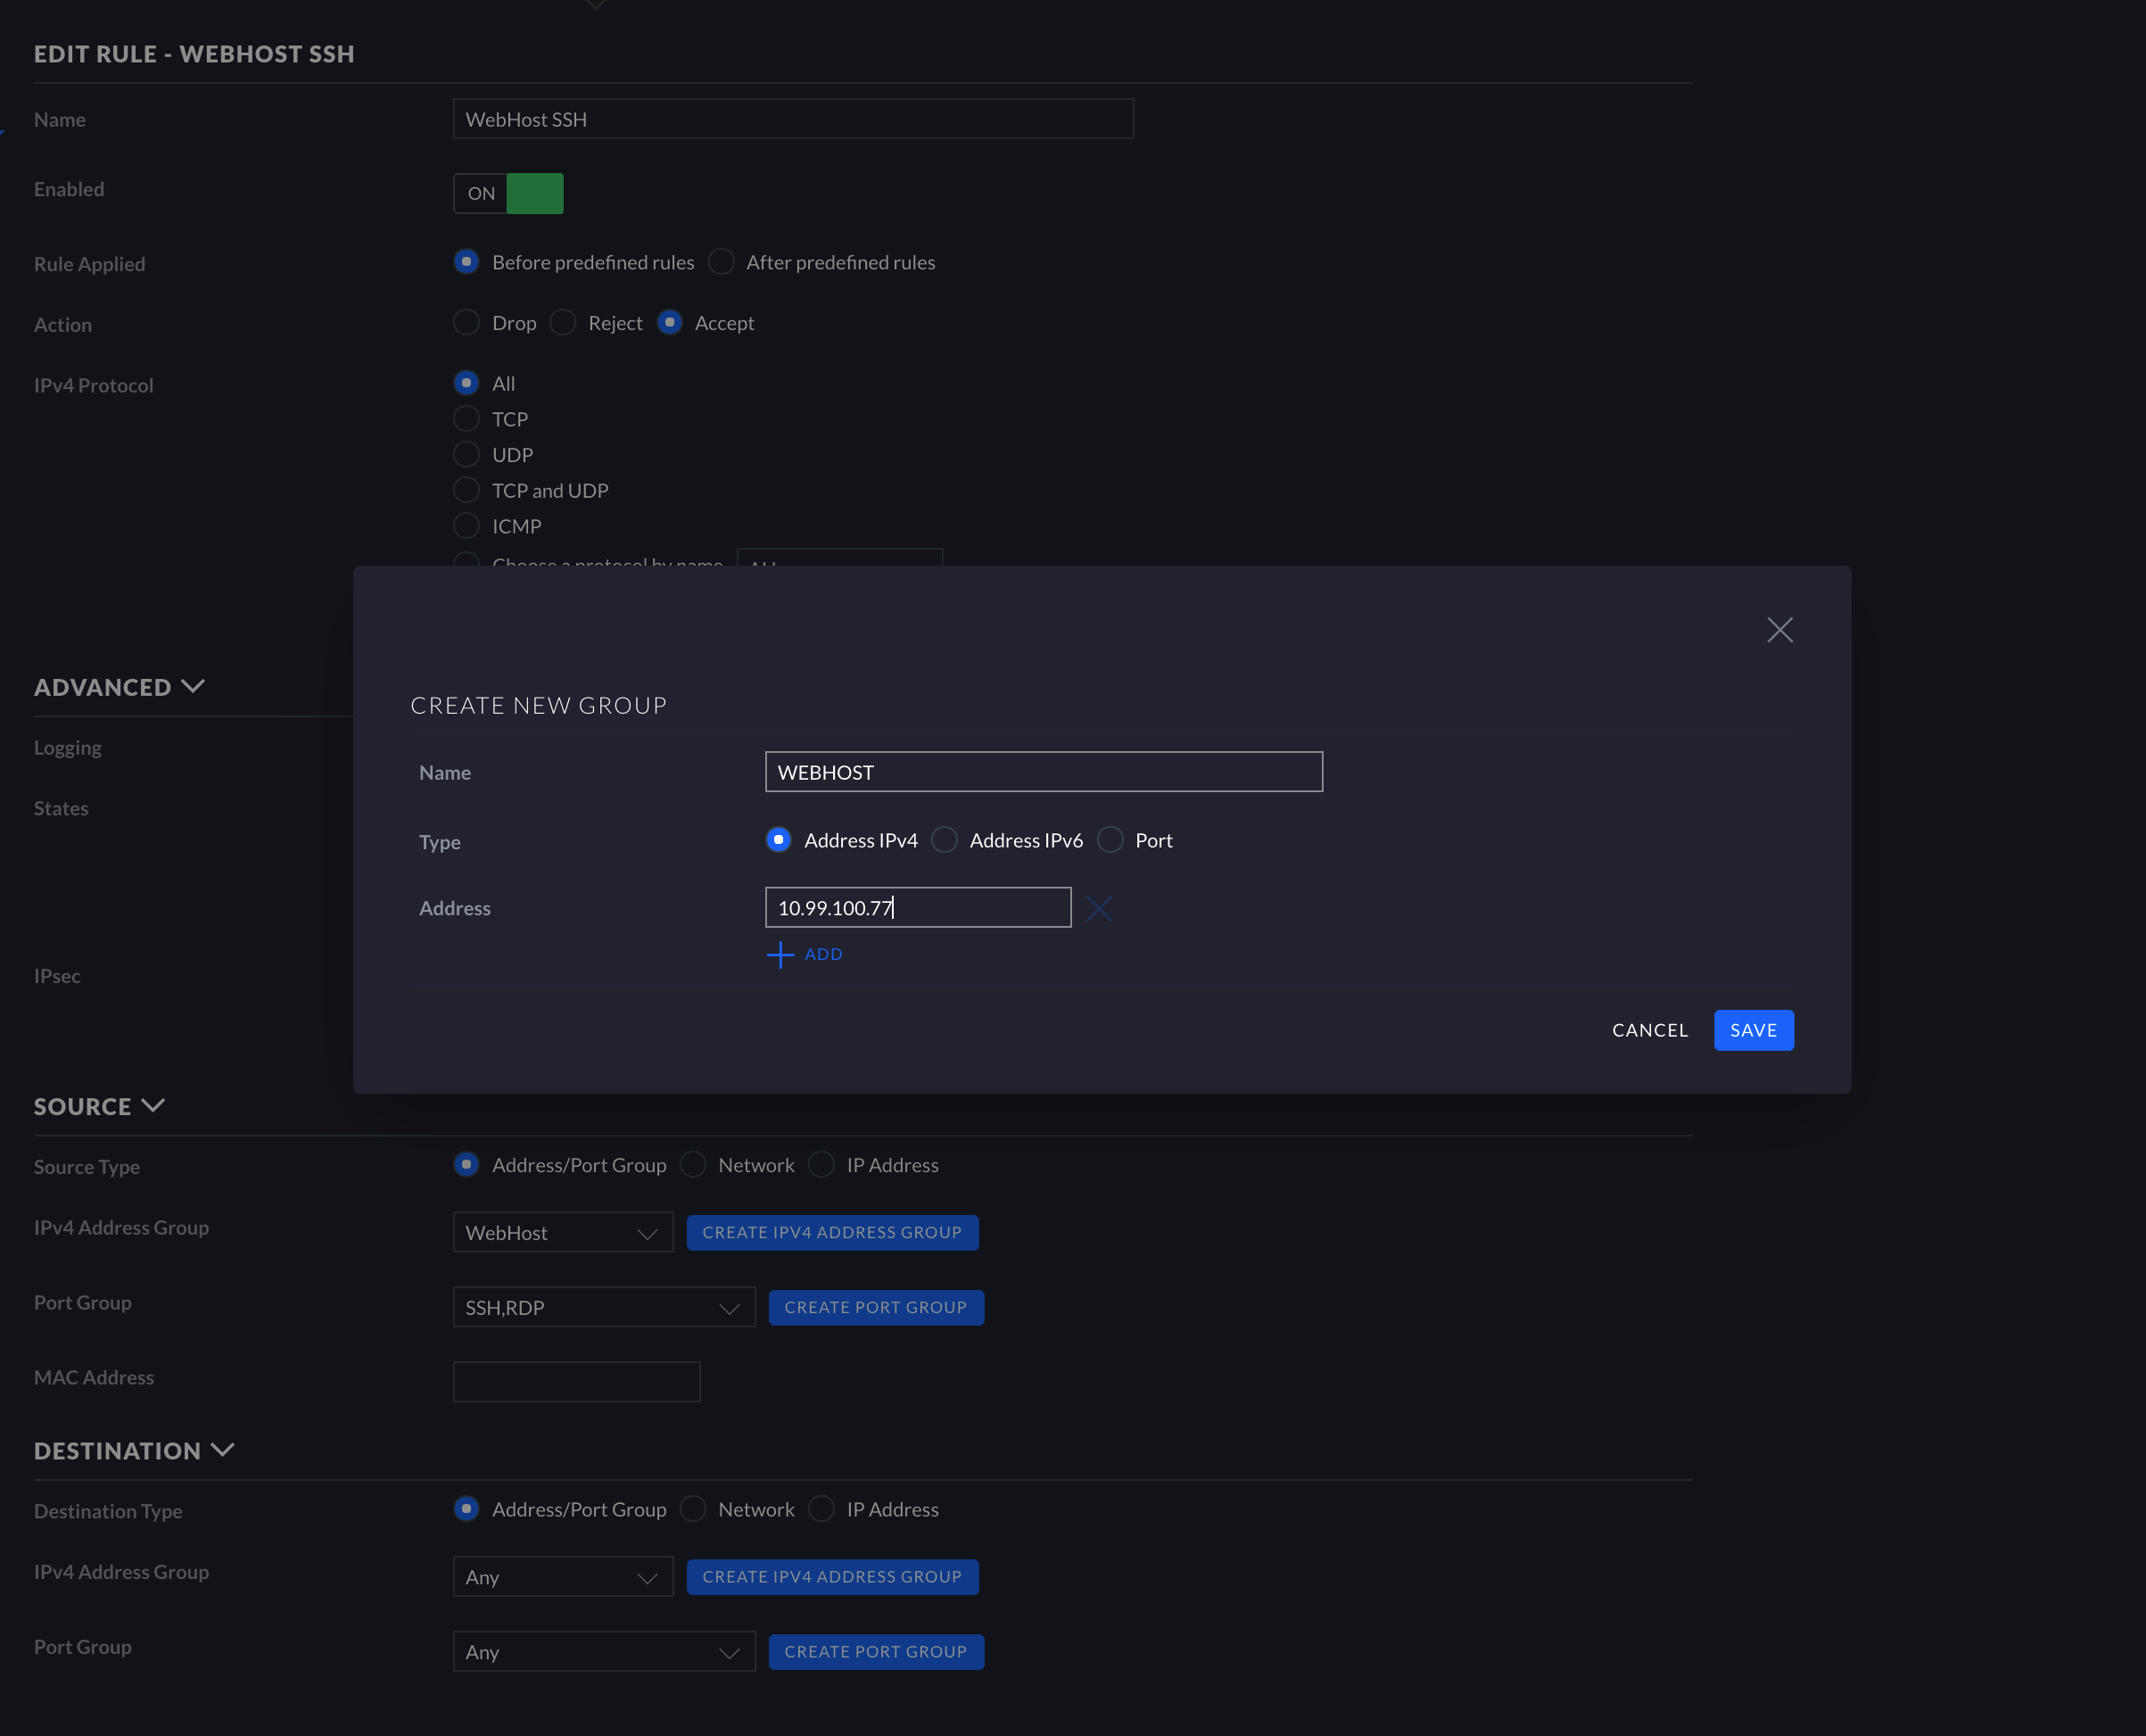 EDIT RULE - WEBHOST SSH
Name WebHost SSH
Enabled ON
Rule Applied Before predefined rules After predefined rules
Action Drop Reject Accept
IPv4 Protocol All
TCP
UDP
TCP and UDP
ICMP
Choose a protocol by name All
CREATE NEW GROUP
Name WEBHOST
Type Address IPv4 Address IPv6 Port
Address 10.99.100.77
ADD
CANCEL SAVE
ADVANCED
Logging
States
IPsec
SOURCE
Source Type Address/Port Group Network IP Address
IPv4 Address Group WebHost CREATE IPV4 ADDRESS GROUP
Port Group SSH,RDP CREATE PORT GROUP
MAC Address
DESTINATION
Destination Type Address/Port Group Network IP Address
IPv4 Address Group Any CREATE IPV4 ADDRESS GROUP
Port Group Any CREATE PORT GROUP